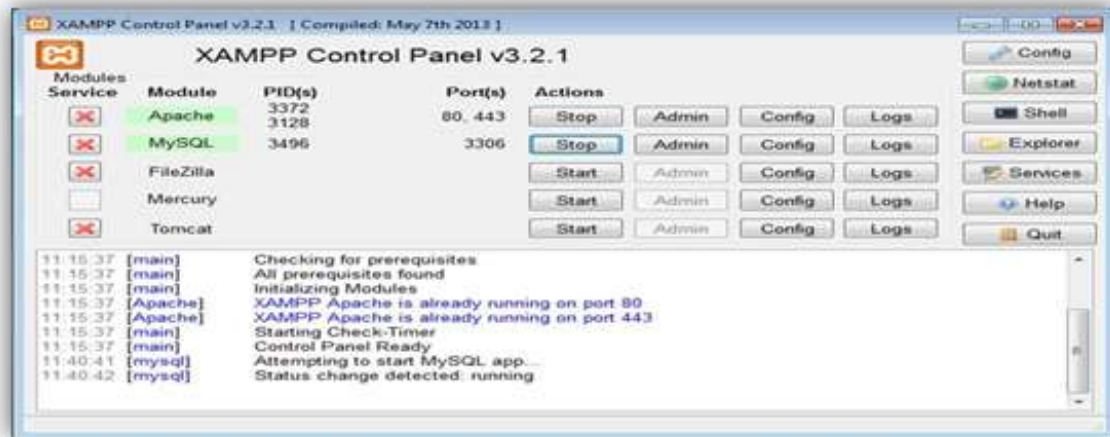 XAMPP Control Panel v3.2.1 [ Compiled: May 7th 2013 ]
XAMPP Control Panel v3.2.1
Config
Modules
Service Module PID(s) Port(s) Actions
Netstat
Apache 3372 3128 80, 443 Stop Admin Config Logs
Shell
MySQL 3496 3306 Stop Admin Config Logs
Explorer
FileZilla Start Admin Config Logs
Services
Mercury Start Admin Config Logs
Help
Tomcat Start Admin Config Logs
Quit
11:15:37 [main] Checking for prerequisites
11:15:37 [main] All prerequisites found
11:15:37 [main] Initializing Modules
11:15:37 [Apache] XAMPP Apache is already running on port 80
11:15:37 [Apache] XAMPP Apache is already running on port 443
11:15:37 [main] Starting Check-Timer
11:15:37 [main] Control Panel Ready
11:40:41 [mysql] Attempting to start MySQL app...
11:40:42 [mysql] Status change detected: running